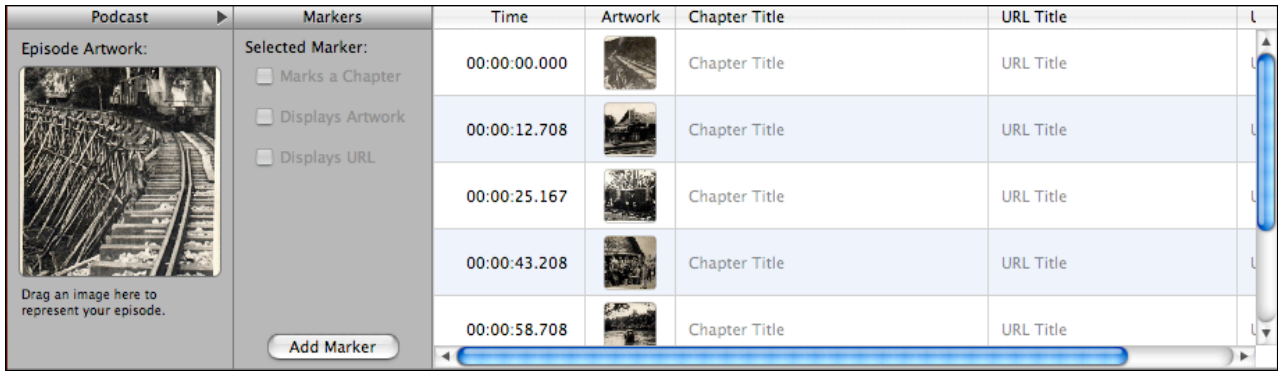 Podcast
Markers
Time
Artwork
Chapter Title
URL Title
Episode Artwork:
Drag an image here to
represent your episode.
Selected Marker:
Marks a Chapter
Displays Artwork
Displays URL
Add Marker
00:00:00.000
Chapter Title
URL Title
00:00:12.708
Chapter Title
URL Title
00:00:25.167
Chapter Title
URL Title
00:00:43.208
Chapter Title
URL Title
00:00:58.708
Chapter Title
URL Title